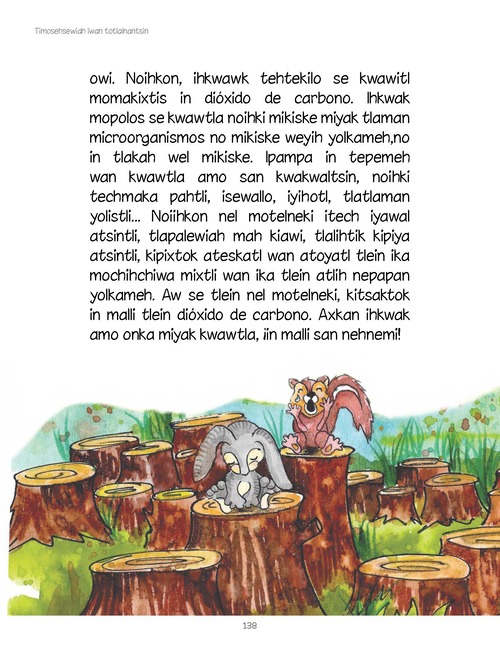 Timosehsewiah iwan totlalnantsin
owi. Noihkon, ihkwawk tehtekilo se kwawitl
momakixtis in dióxido de carbono. Ihkwak
mopolos se kwawtla noihki mikiske miyak tlaman
microorganismos no mikiske weyih yolkameh,no
in tlakah wel mikiske. Ipampa in tepemeh
wan kwawtla amo san kwakwaltsin, noihki
techmaka pahtli, isewallo, iyihotl, tlatlaman
yolistli... Noiihkon nel motelneki itech iyawal
atsintli, tlapalewiah mah kiawi, tlalihtik kipiya
atsintli, kipixtok ateskatl wan atoyatl tlein ika
mochihchiwa mixtli wan ika tlein atlih nepapan
yolkameh. Aw se tlein nel motelneki, kitsaktok
in malli tlein dióxido de carbono. Axkan ihkwak
amo onka miyak kwawtla, ¡in malli san nehnemi!
138